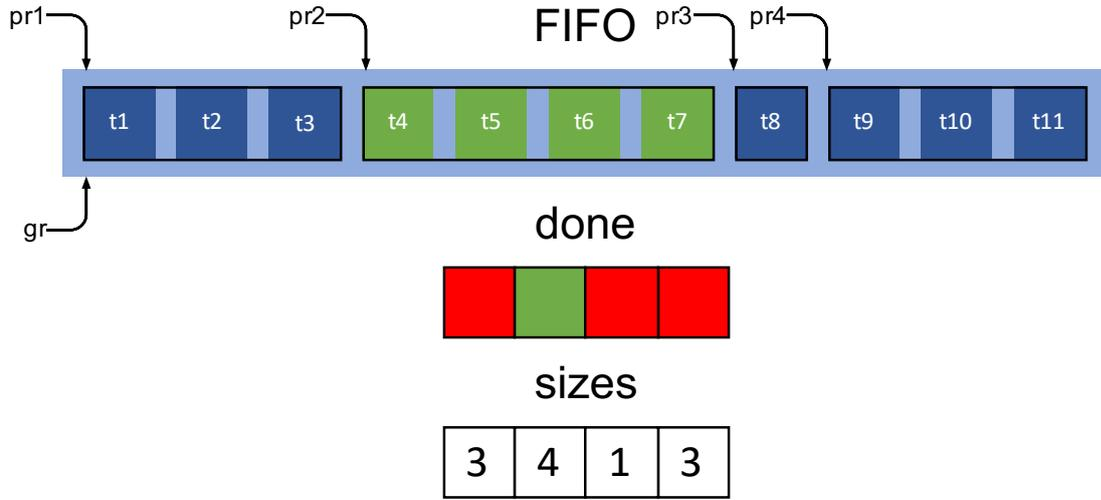 pr1 pr2 FIFO pr3 pr4
t1 t2 t3 t4 t5 t6 t7 t8 t9 t10 t11
gr
done
sizes
3 4 1 3